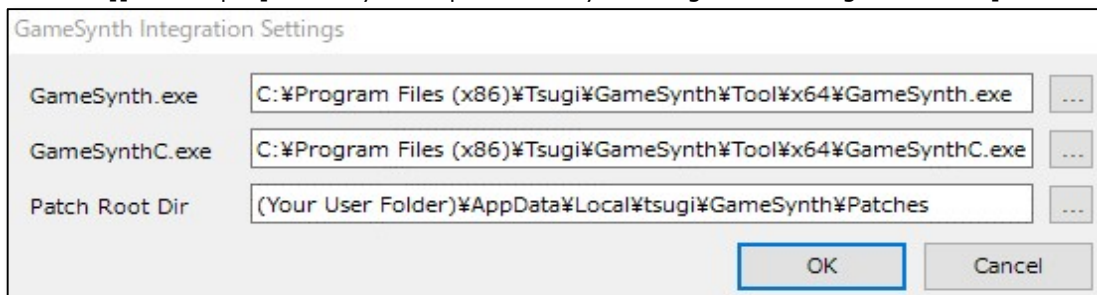 GameSynth Integration Settings
GameSynth.exe C:¥Program Files (x86)¥Tsugi¥GameSynth¥Tool¥x64¥GameSynth.exe ...
GameSynthC.exe C:¥Program Files (x86)¥Tsugi¥GameSynth¥Tool¥x64¥GameSynthC.exe ...
Patch Root Dir (Your User Folder)¥AppData¥Local¥tsugi¥GameSynth¥Patches ...
OK Cancel